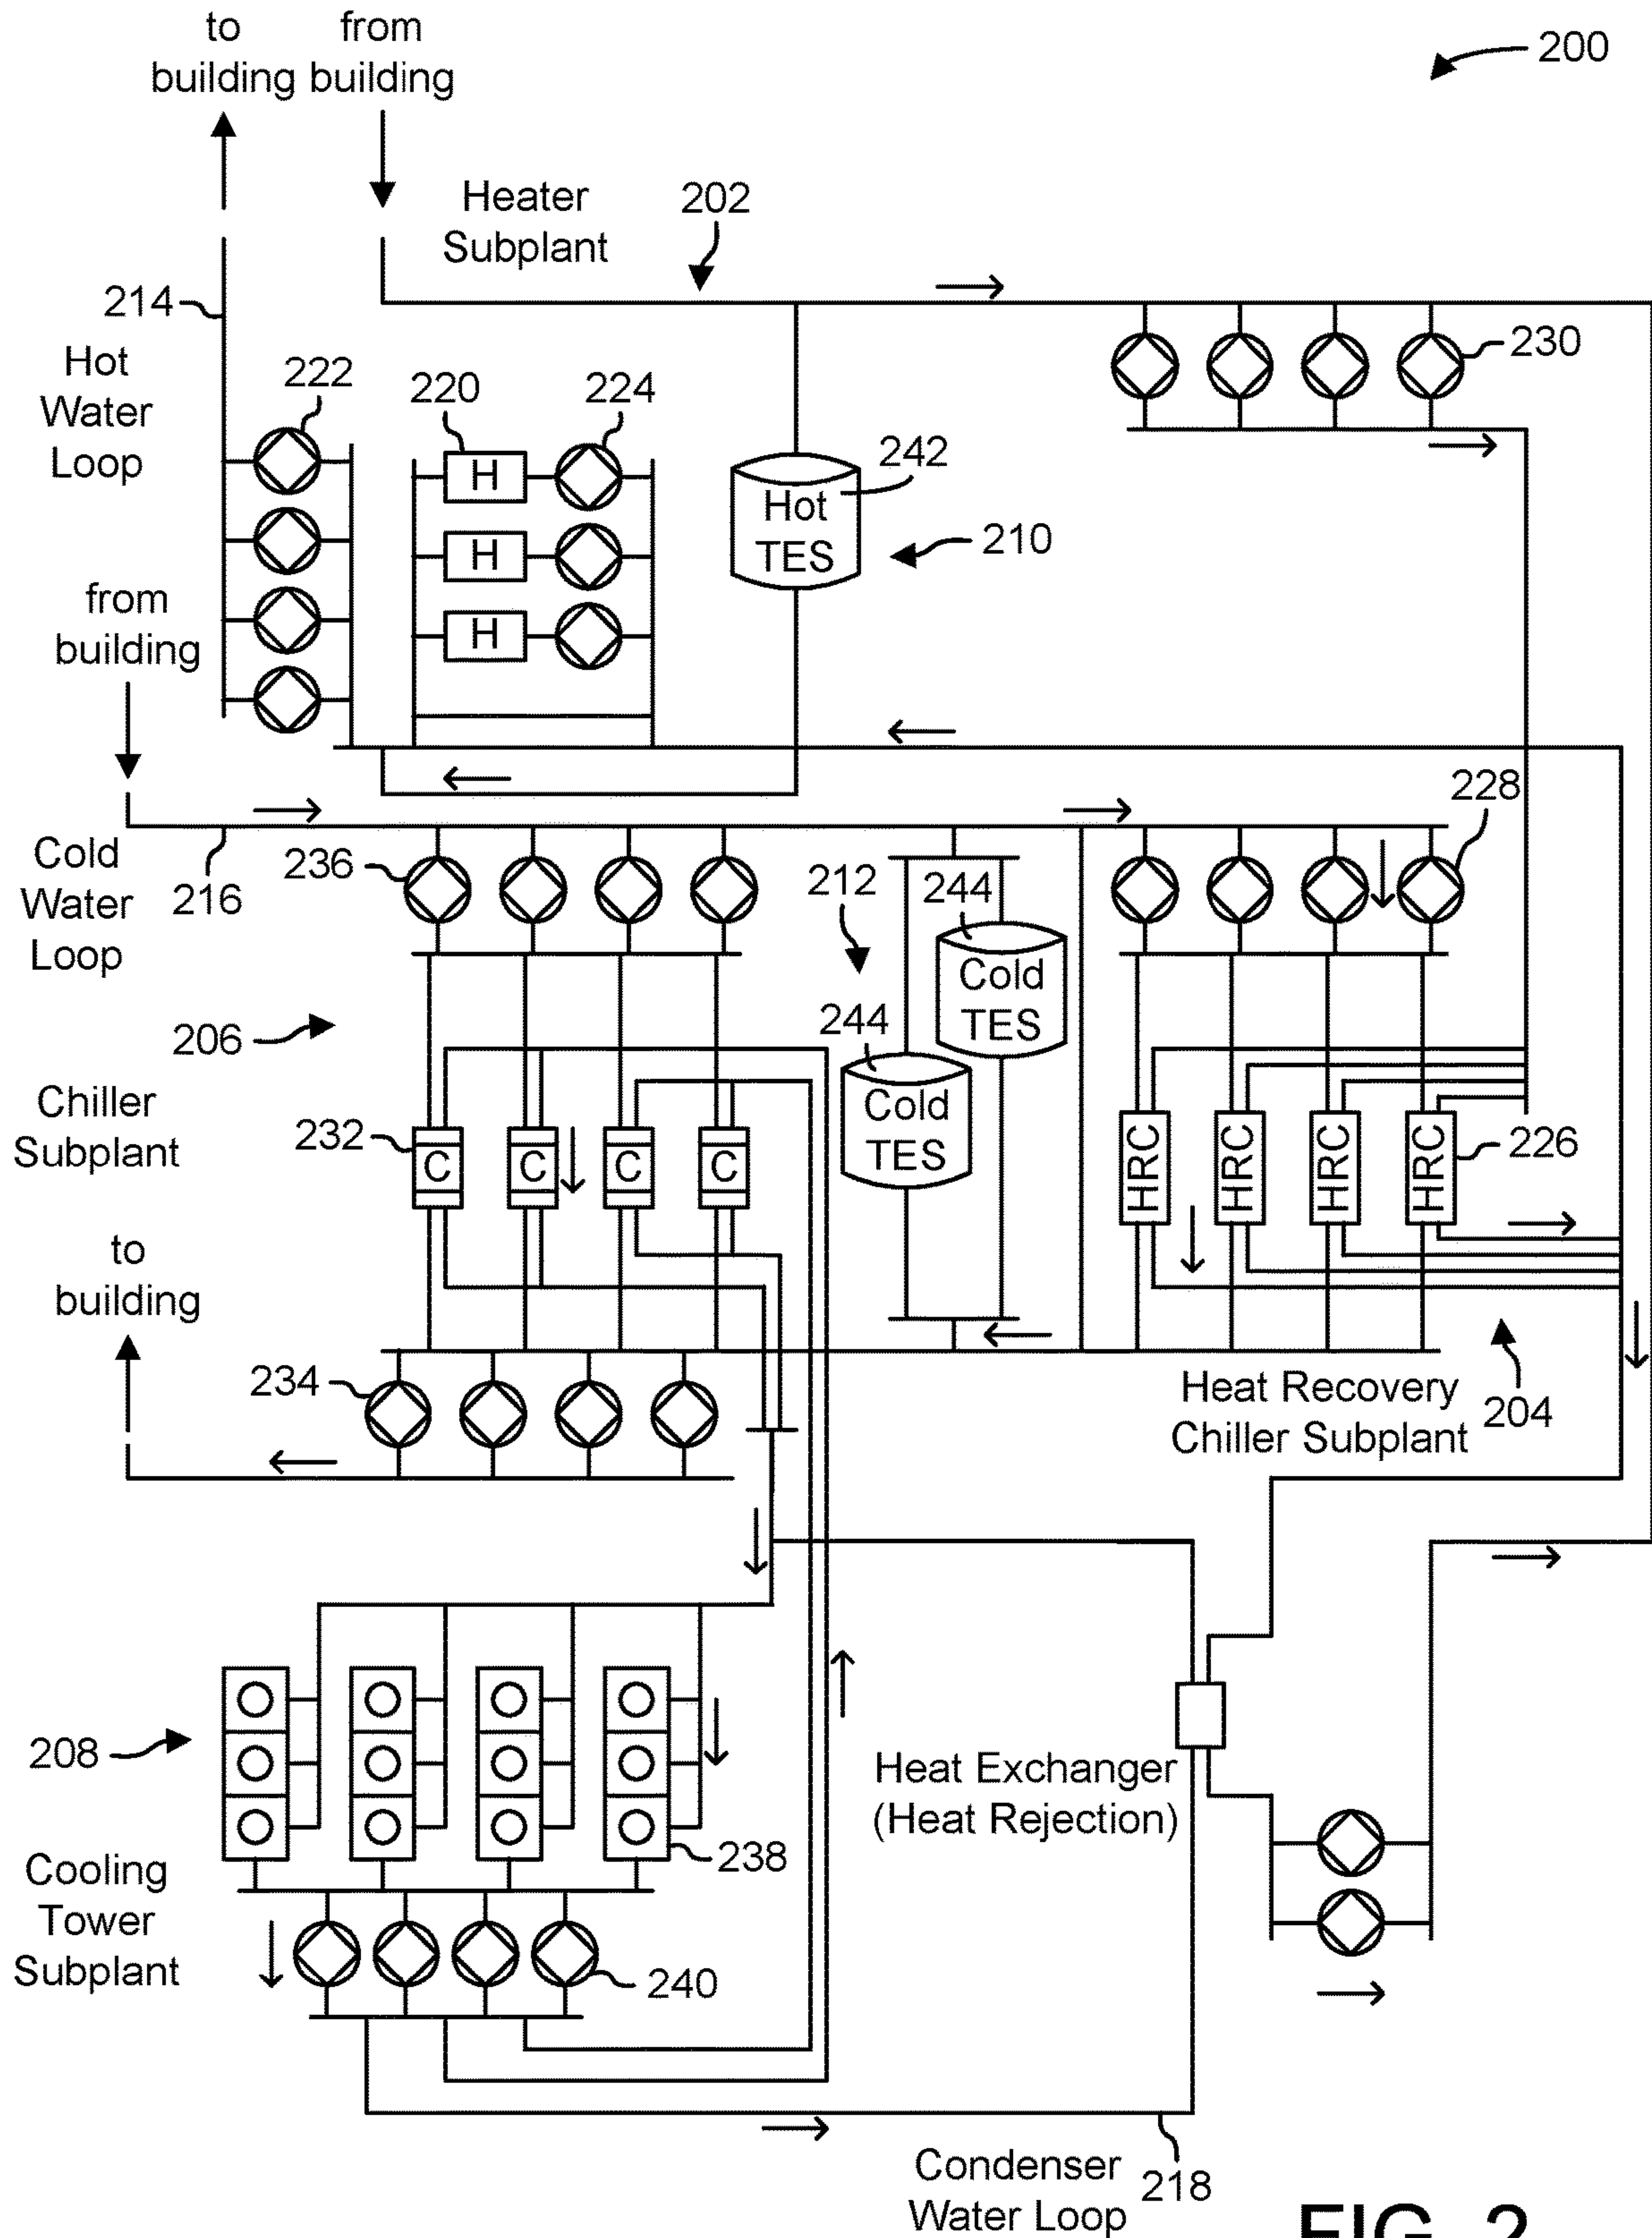 to from
building building
200
Heater
Subplant
202
214
Hot
Water
Loop
222
220
224
230
242
Hot
TES
210
H
H
H
from
building
228
Cold
Water
Loop
216
236
212
244
Cold
TES
244
Cold
TES
206
Chiller
Subplant
232
C
C
C
C
HRC
HRC
HRC
HRC
226
to
building
234
Heat Recovery
Chiller Subplant
204
208
Heat Exchanger
(Heat Rejection)
238
Cooling
Tower
Subplant
240
Condenser
Water Loop
218
FIG. 2